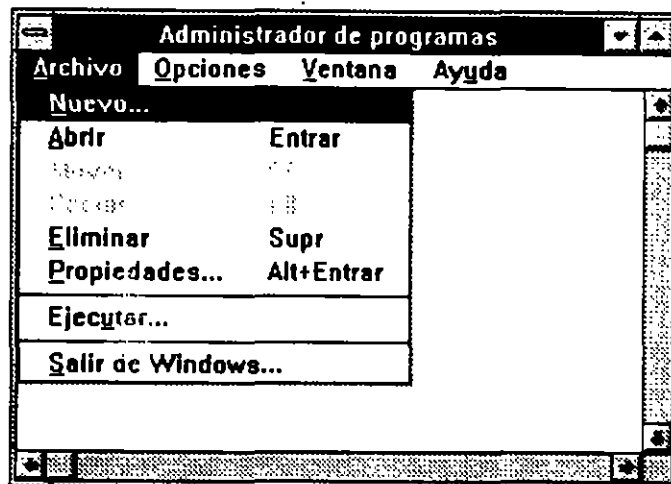 Administrador de programas
Archivo Opciones Ventana Ayuda
Nuevo...
Abrir Entrar
Eliminar Supr
Propiedades... Alt+Entrar
Ejecutar...
Salir de Windows...